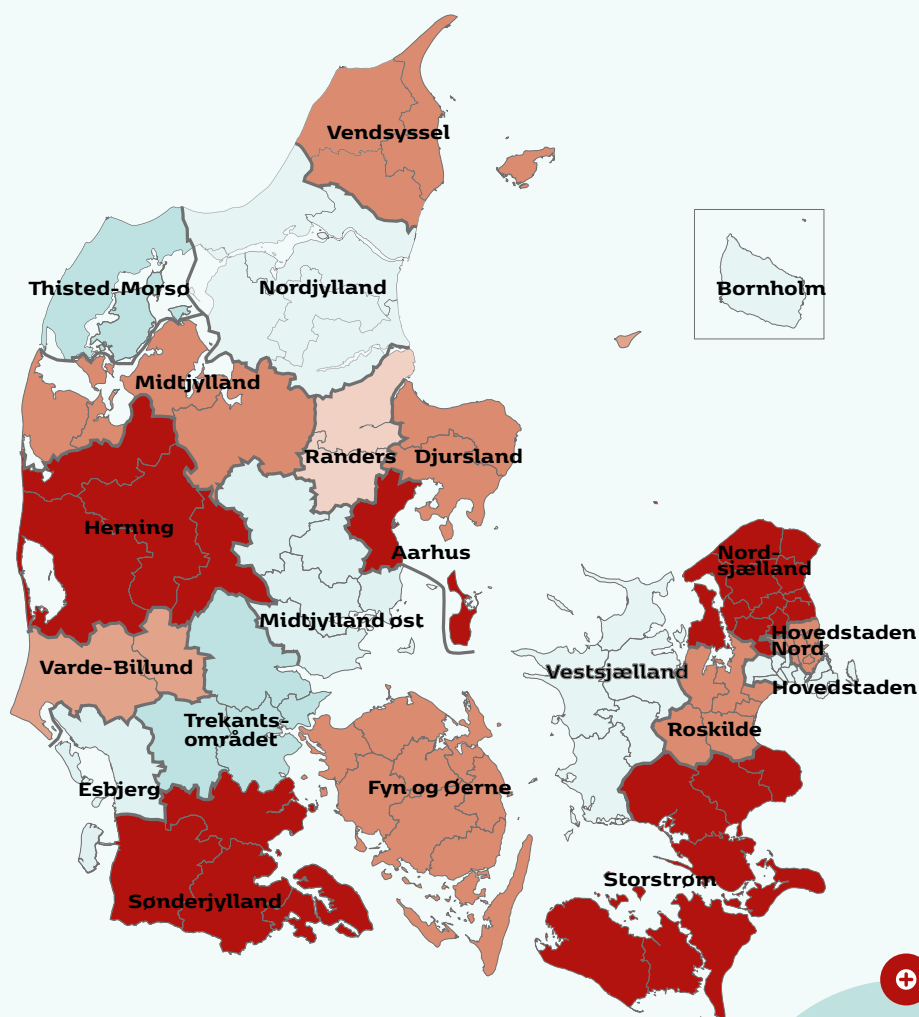 Vendsyssel
Thisted-Morsø
Nordjylland
Bornholm
Midtjylland
Randers
Djursland
Herning
Aarhus
Nord-
sjælland
Midtjylland øst
Hovedstaden
Nord
Varde-Billund
Vestsjælland
Hovedstaden
Trekants-
området
Roskilde
Esbjerg
Fyn og Øerne
Storstrøm
Sønderjylland